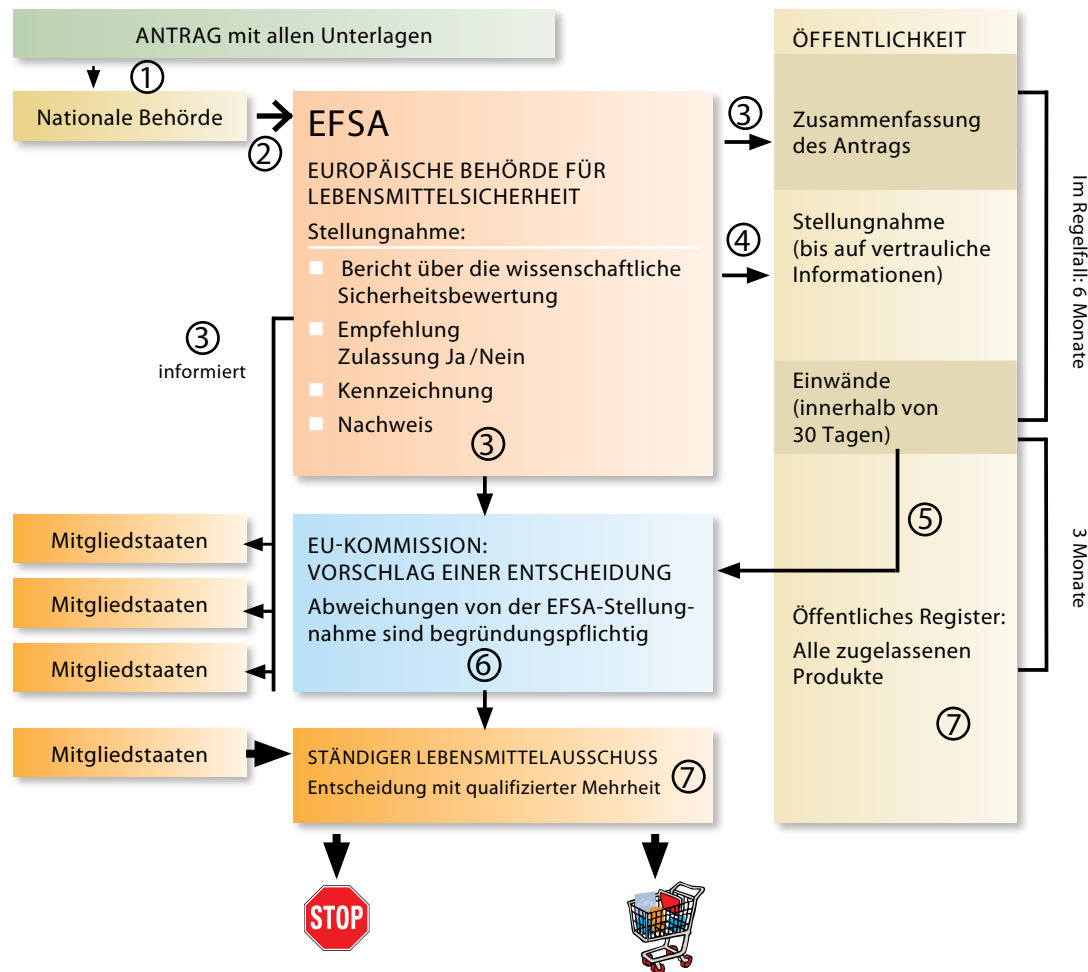 ANTRAG mit allen Unterlagen
①
Nationale Behörde
②
EFSA
EUROPÄISCHE BEHÖRDE FÜR
LEBENSMITTELSICHERHEIT
Stellungnahme:
Bericht über die wissenschaftliche
Sicherheitsbewertung
Empfehlung
Zulassung Ja/Nein
Kennzeichnung
Nachweis
③
③
informiert
③
④
ÖFFENTLICHKEIT
Zusammenfassung
des Antrags
Stellungnahme
(bis auf vertrauliche
Informationen)
Einwände
(innerhalb von
30 Tagen)
Im Regelfall: 6 Monate
⑤
3 Monate
Öffentliches Register:
Alle zugelassenen
Produkte
⑦
Mitgliedstaaten
Mitgliedstaaten
Mitgliedstaaten
EU-KOMMISSION:
VORSCHLAG EINER ENTSCHEIDUNG
Abweichungen von der EFSA-Stellung-
nahme sind begründungspflichtig
⑥
Mitgliedstaaten
STÄNDIGER LEBENSMITTELAUSSCHUSS
Entscheidung mit qualifizierter Mehrheit
⑦
STOP